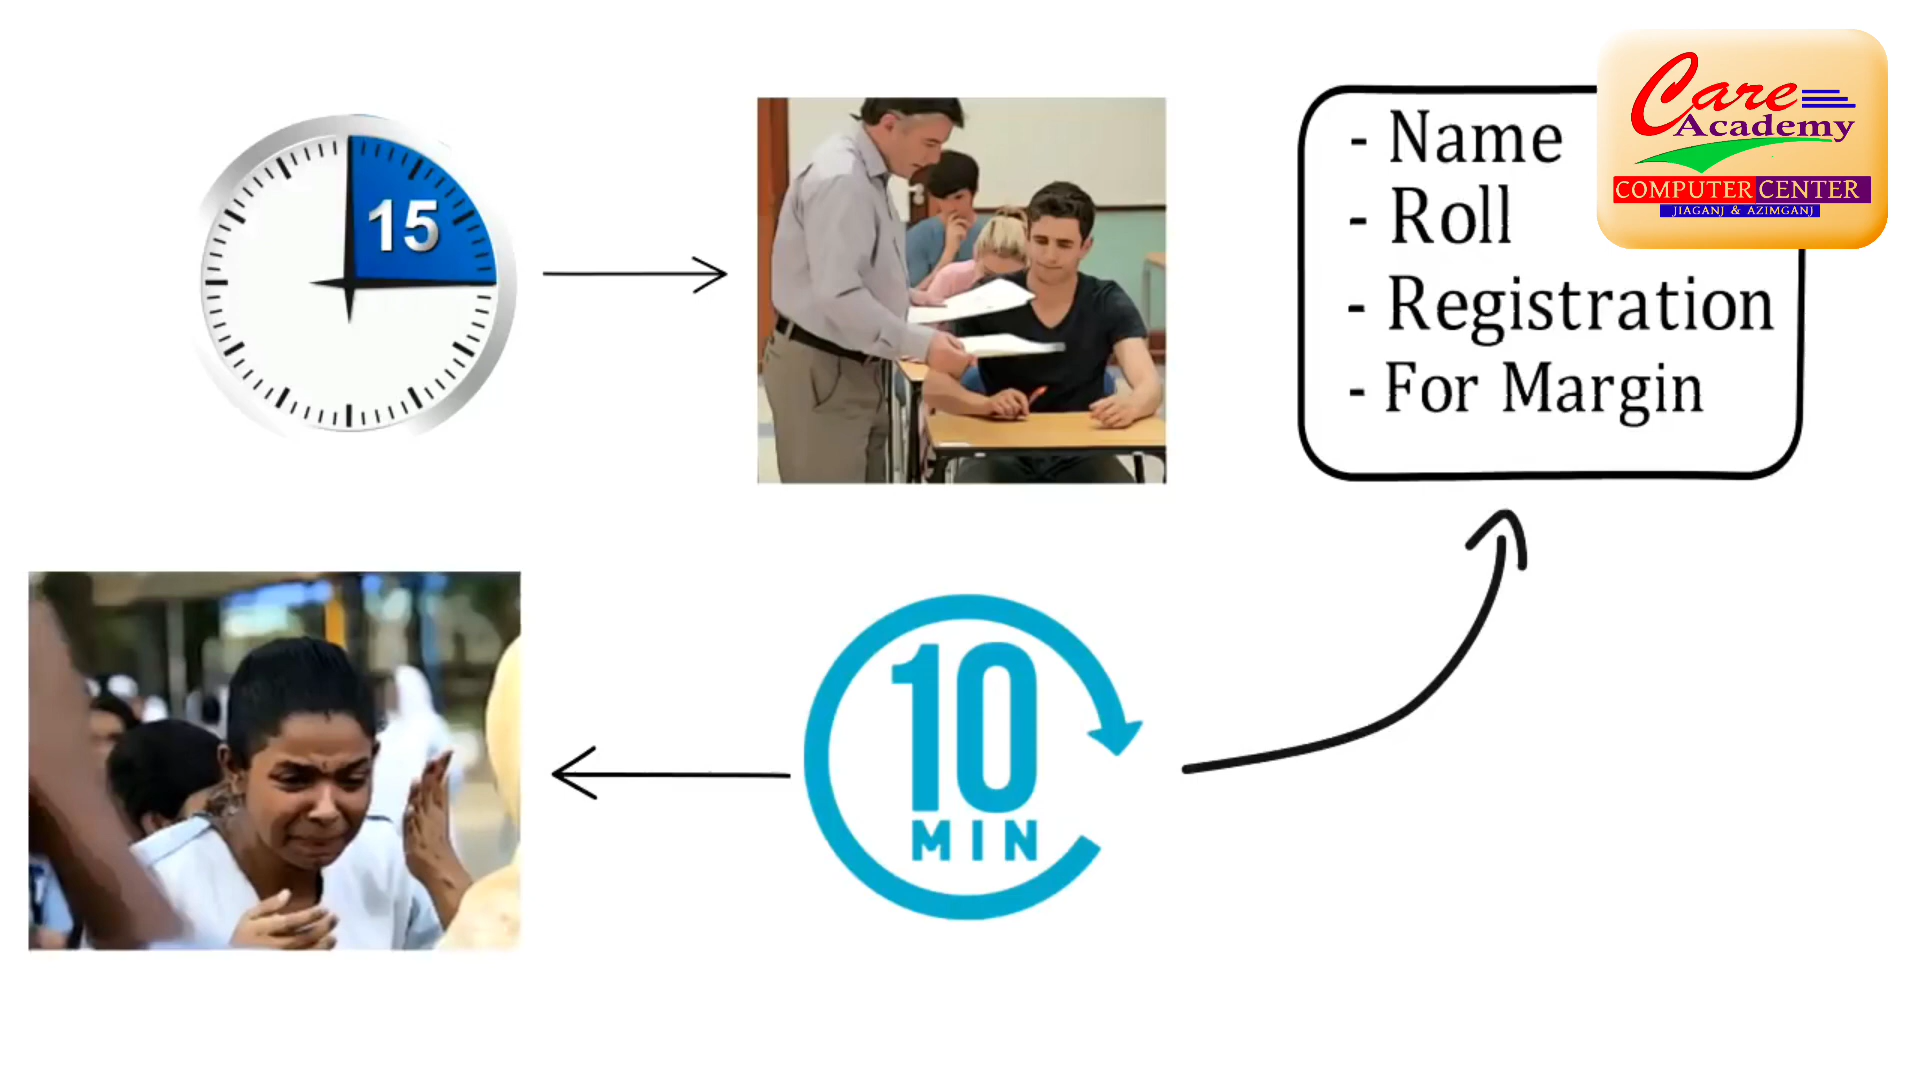 15
- Name
- Roll
- Registration
- For Margin
Care
Academy
COMPUTER CENTER
JIAGANJ & AZIMGANJ
10
MIN